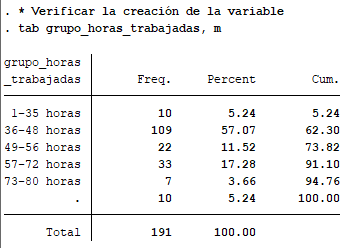 . * Verificar la creación de la variable
. tab grupo_horas_trabajadas, m
grupo_horas
_trabajadas Freq. Percent Cum.
1-35 horas 10 5.24 5.24
36-48 horas 109 57.07 62.30
49-56 horas 22 11.52 73.82
57-72 horas 33 17.28 91.10
73-80 horas 7 3.66 94.76
. 10 5.24 100.00
Total 191 100.00